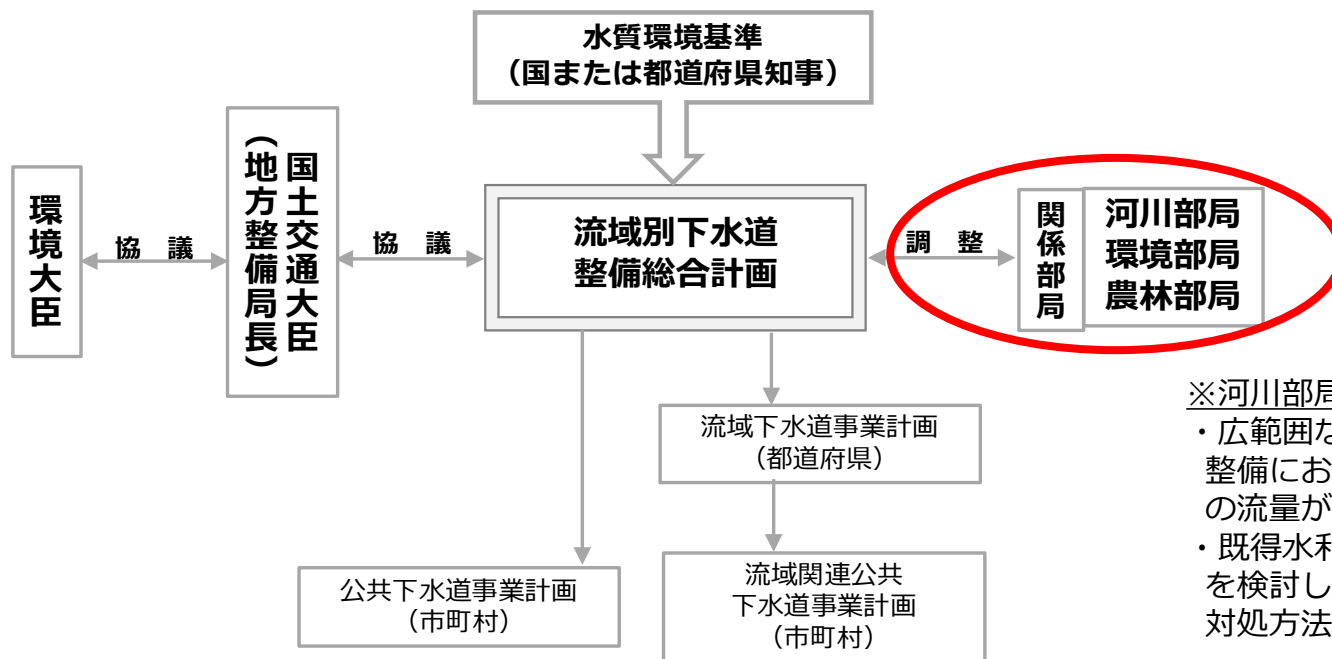 水質環境基準
（国または都道府県知事）
環境大臣
協　議
国土交通大臣
（地方整備局長）
協　議
流域別下水道
整備総合計画
調　整
関係部局
河川部局
環境部局
農林部局
流域下水道事業計画
（都道府県）
公共下水道事業計画
（市町村）
流域関連公共
下水道事業計画
（市町村）
※河川部局
・広範囲な
整備にお
の流量が
・既得水利
を検討し
対処方法